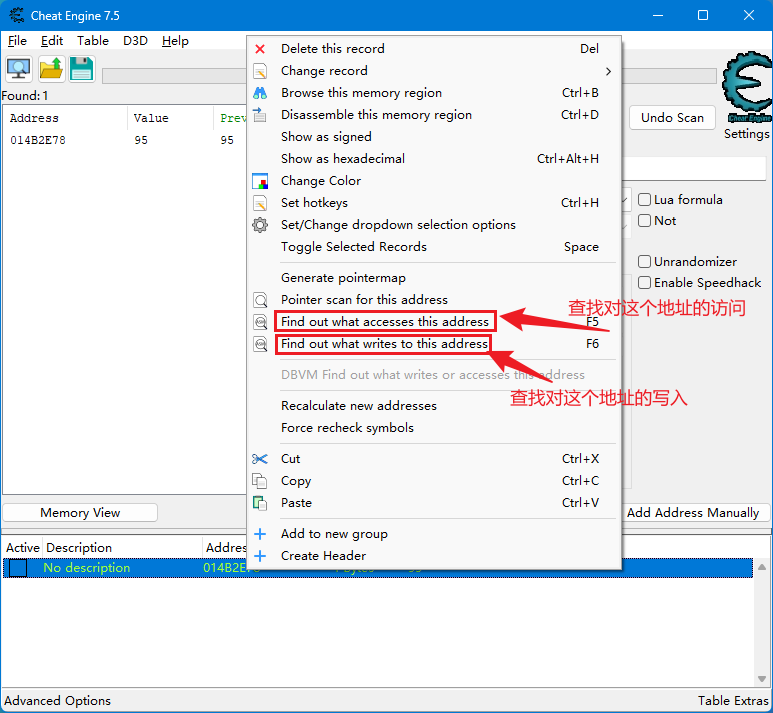 Cheat Engine 7.5
File Edit Table D3D Help
Found: 1
Address Value Prev
014B2E78 95 95
Undo Scan
Cheat Engine
Settings
Lua formula
Not
Unrandomizer
Enable Speedhack
Delete this record Del
Change record
Browse this memory region Ctrl+B
Disassemble this memory region Ctrl+D
Show as signed
Show as hexadecimal Ctrl+Alt+H
Change Color
Set hotkeys Ctrl+H
Set/Change dropdown selection options
Toggle Selected Records Space
Generate pointermap
Pointer scan for this address
Find out what accesses this address F5
查找对这个地址的访问
Find out what writes to this address F6
DBVM Find out what writes or accesses this address
查找对这个地址的写入
Recalculate new addresses
Force recheck symbols
Cut Ctrl+X
Copy Ctrl+C
Paste Ctrl+V
Add to new group
Create Header
Memory View
Add Address Manually
Active Description Addres
No description 014B2E78
Advanced Options Table Extras